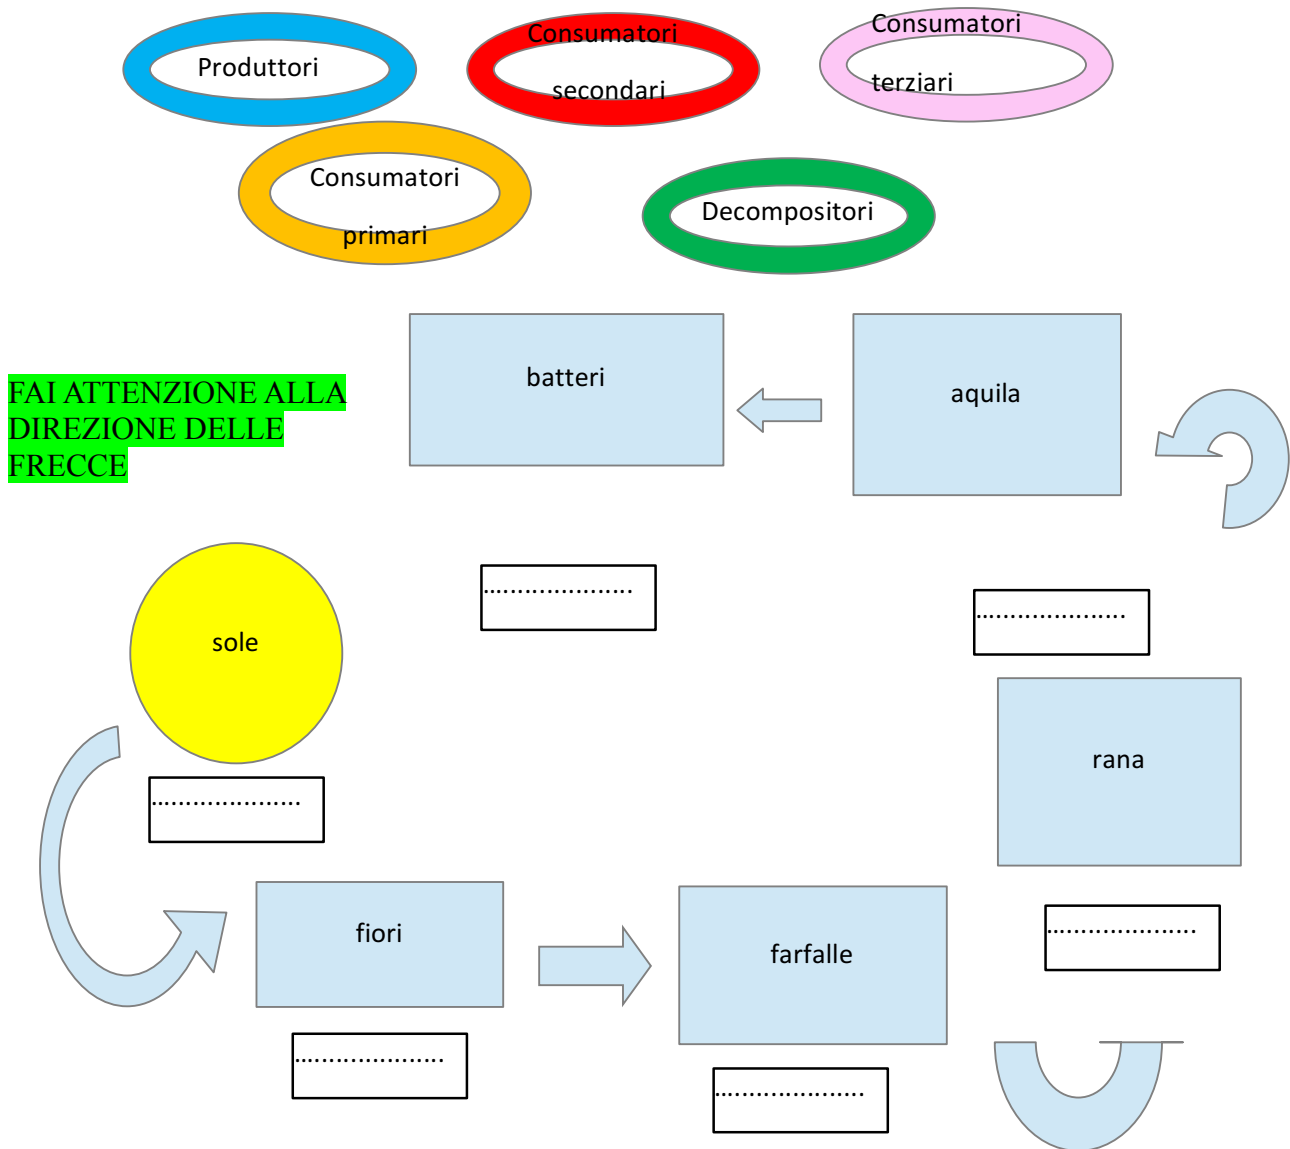 Produttori
Consumatori
secondari
Consumatori
terziari
Consumatori
primari
Decompositori
FAI ATTENZIONE ALLA
DIREZIONE DELLE
FRECCE
batteri
aquila
sole
.....................
.....................
rana
.....................
.....................
fiori
farfalle
.....................
.....................